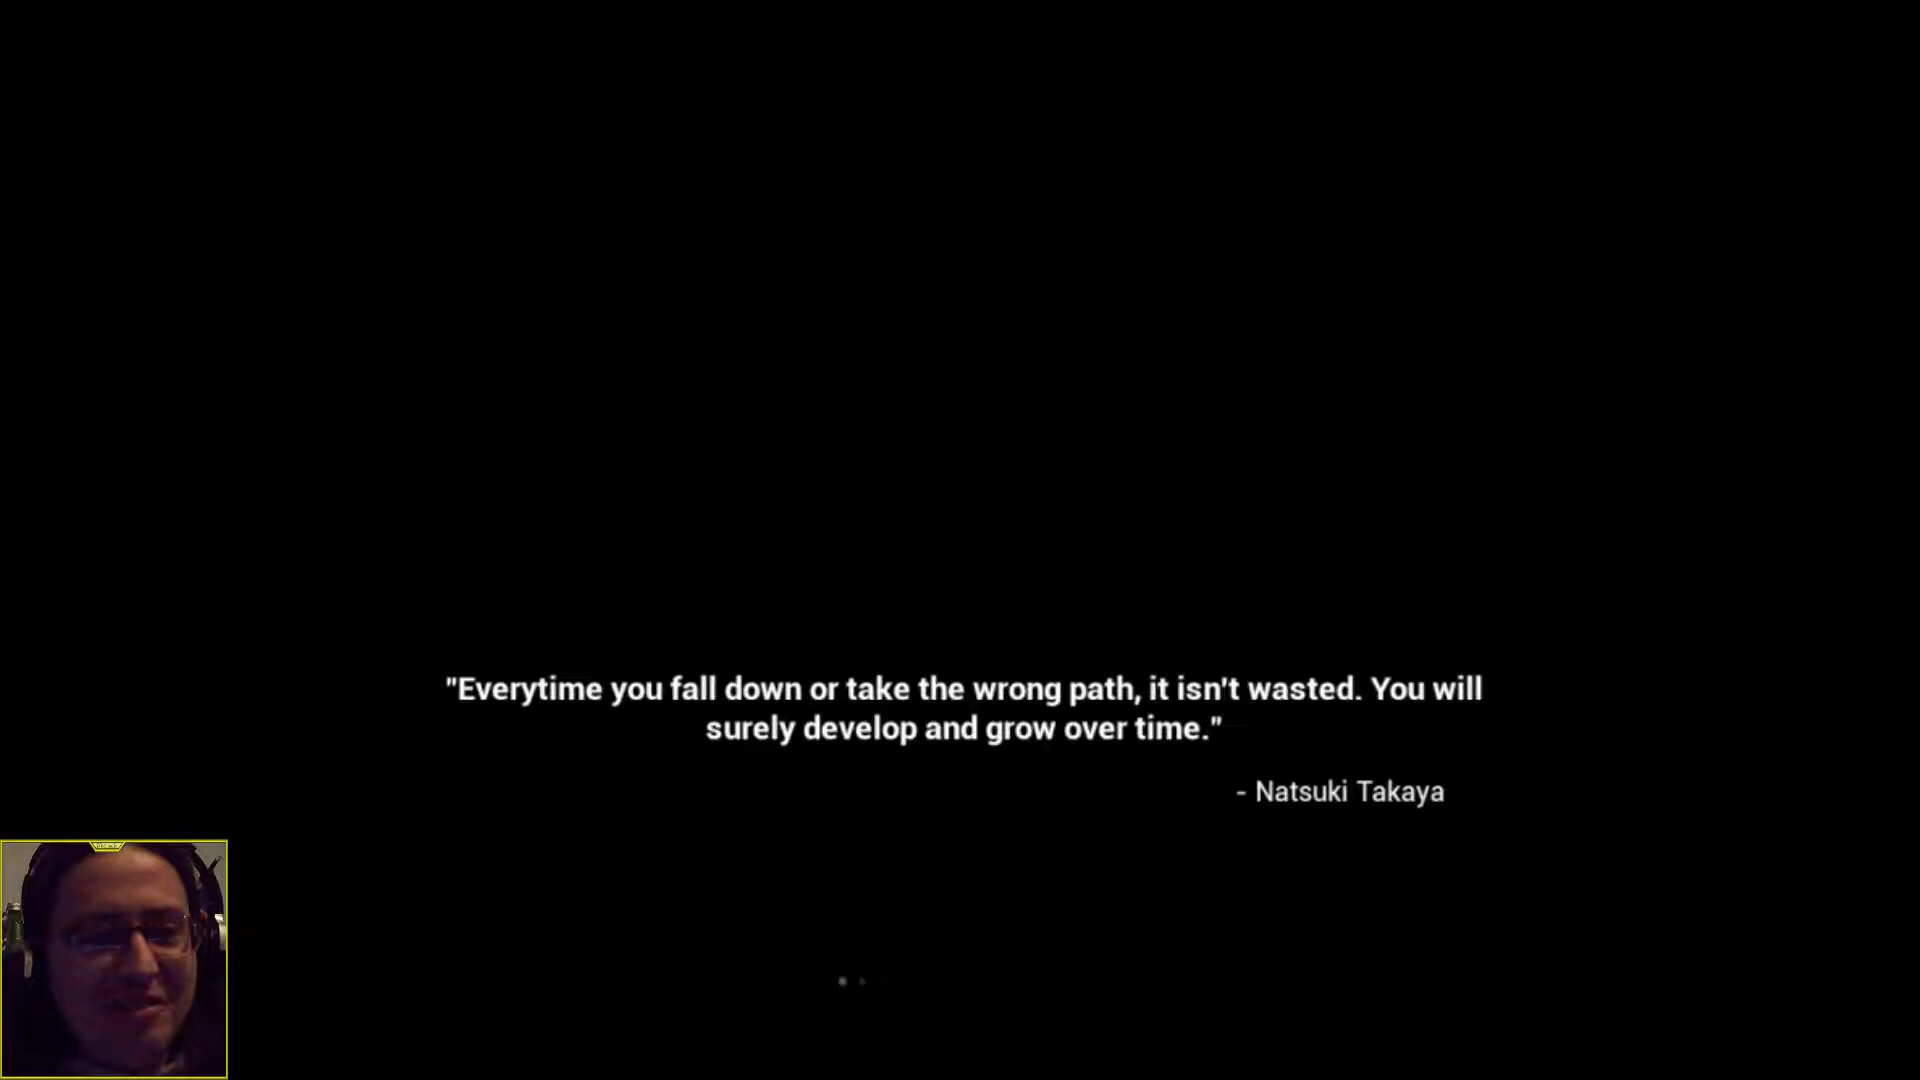 "Everytime you fall down or take the wrong path, it isn't wasted. You will
surely develop and grow over time."
- Natsuki Takaya